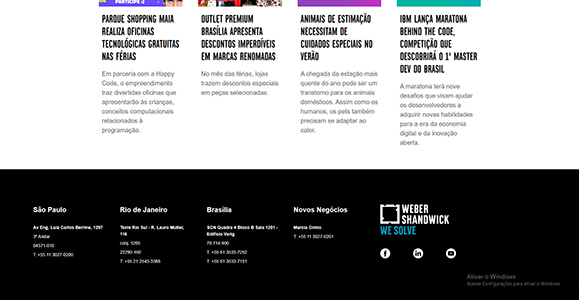 PARTICIPE !!
PARQUE SHOPPING MAIA
REALIZA OFICINAS
TECNOLÓGICAS GRATUITAS
NAS FÉRIAS
Em parceria com a Happy
Code, o empreendimento
traz divertidas oficinas que
apresentarão às crianças,
conceitos computacionais
relacionados à
programação.
OUTLET PREMIUM
BRASÍLIA APRESENTA
DESCONTOS IMPERDÍVEIS
EM MARCAS RENOMADAS
No mês das férias, lojas
trazem descontos especiais
em peças selecionadas.
ANIMAIS DE ESTIMAÇÃO
NECESSITAM DE
CUIDADOS ESPECIAIS NO
VERÃO
A chegada da estação mais
quente do ano pode ser um
transtorno para os animais
domésticos. Assim como os
humanos, os pets também
precisam se adaptar ao
calor.
IBM LANÇA MARATONA
BEHIND THE CODE,
COMPETIÇÃO QUE
DESCOBRIRÁ O 1º MASTER
DEV DO BRASIL
A maratona terá nove
desafios que visam ajudar
os desenvolvedores a
adquirir novas habilidades
para a era da economia
digital e da inovação
aberta.
São Paulo
Av Eng. Luiz Carlos Berrine, 1297
3º Andar
04571-010
T: +55 11 3027-0200
Rio de Janeiro
Torre Rio Sul - R. Lauro Muller,
116
conj. 1205
22290-160
T: +55 21 2543-3388
Brasília
SCN Quadra 4 Bloco B Sala 1201 -
Edifício Varig
70 714-900
T: +55 61 3533-7292
T: +55 61 3533-7151
Novos Negócios
Marcia Cirino
T: +55 11 3027-0201
WEBER
SHANDWICK
WE SOLVE
Ativar o Windows
Acesse Configurações para ativar o Windows.